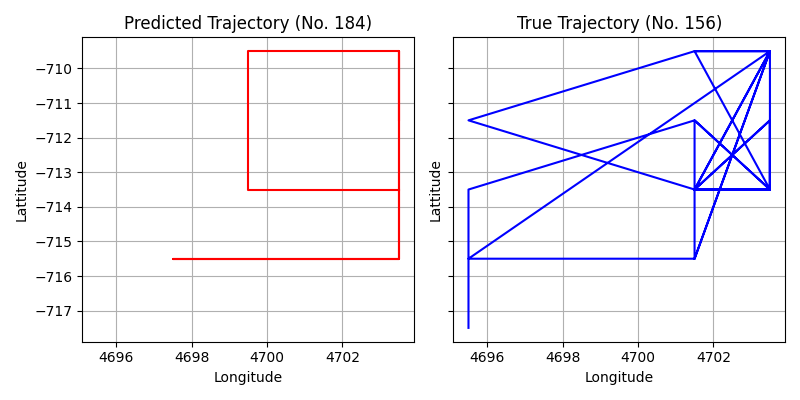 Predicted Trajectory (No. 184)
True Trajectory (No. 156)
−710
−711
−712
−713
−714
−715
−716
−717
Lattitude
Lattitude
4696 4698 4700 4702
4696 4698 4700 4702
Longitude
Longitude